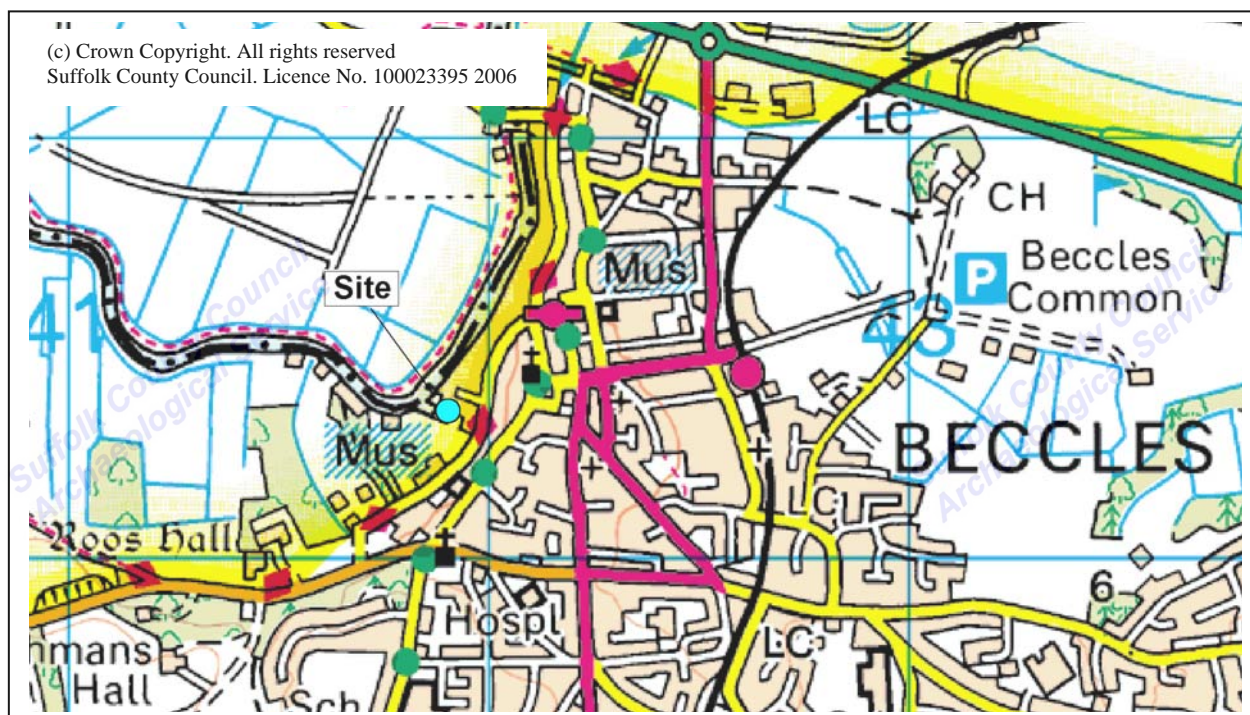 (c) Crown Copyright. All rights reserved
Suffolk County Council. Licence No. 100023395 2006
LC
CH
Mus
P
Beccles
Common
Site
41
43
Mus
BECCLES
LC
Roos Hall
6
Hospl
LC
hmans
Hall
Sch
Suffolk County Council
Archaeological Service
Suffolk County Council
Archaeological Service